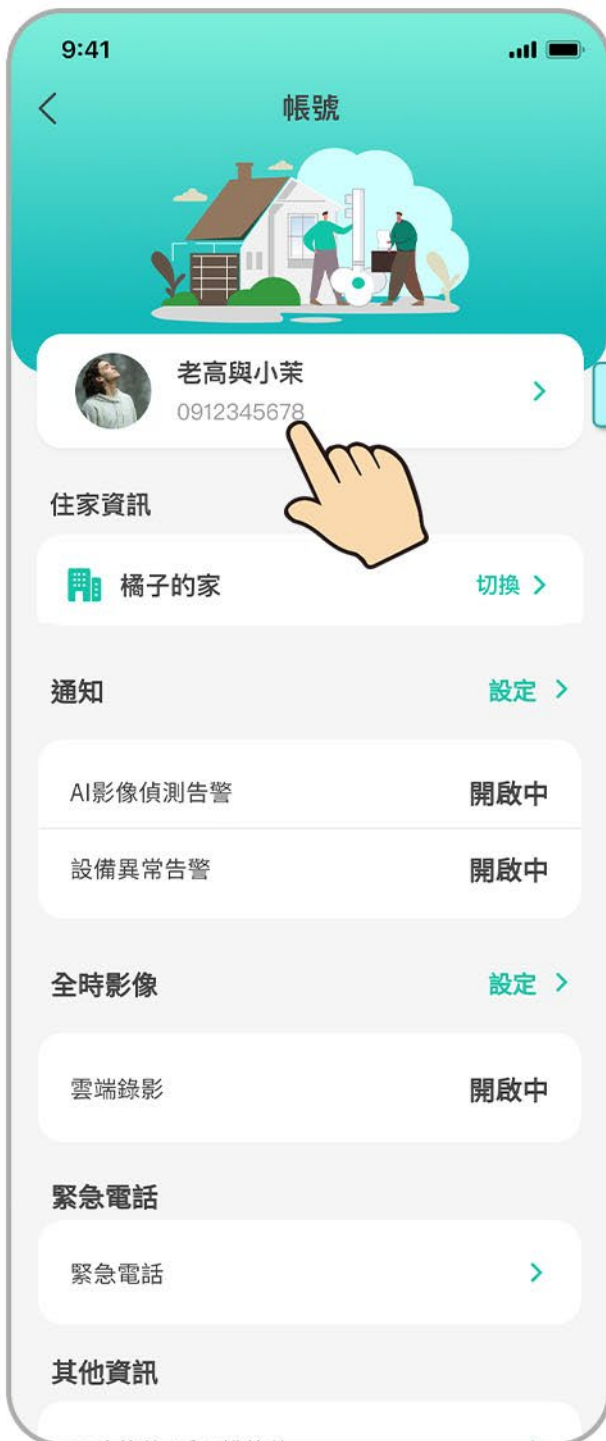 9:41
帳號
老高與小茉
0912345678
住家資訊
橘子的家 切換
通知 設定
AI影像偵測告警 開啟中
設備異常告警 開啟中
全時影像 設定
雲端錄影 開啟中
緊急電話
緊急電話
其他資訊